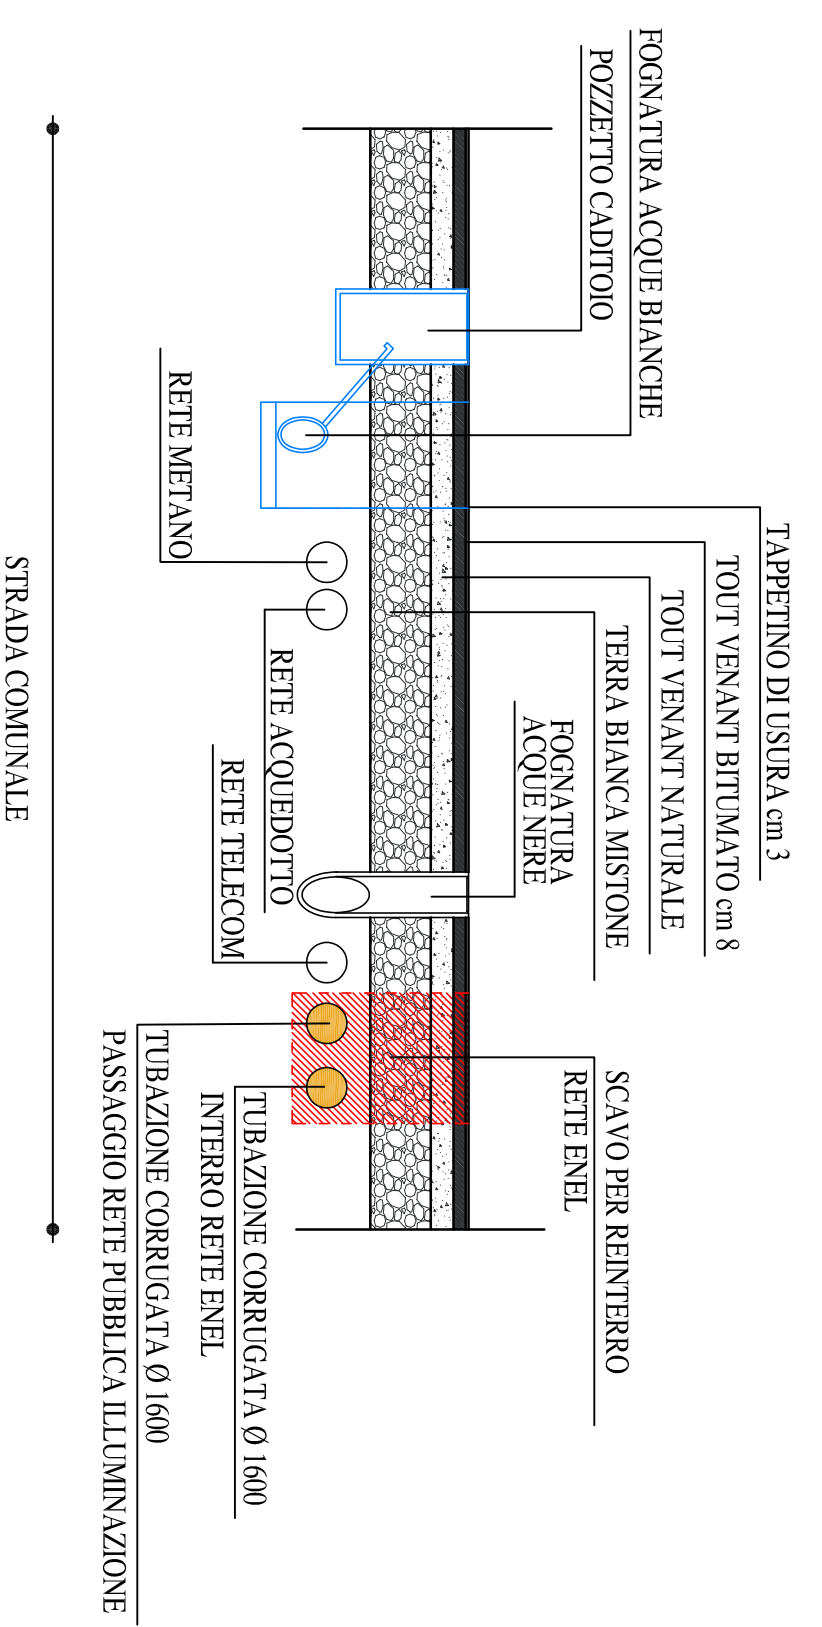 TAPPETINO DI USURA cm 3
TOUT VENANT BITUMATO cm 8
TOUT VENANT NATURALE
TERRA BIANCA MISTONE
FOGNATURA ACQUE BIANCHE
POZZETTO CADITOIO
FOGNATURA
ACQUE NERE
SCAVO PER REINTERRO
RETE ENEL
RETE METANO
RETE ACQUEDOTTO
RETE TELECOM
TUBAZIONE CORRUGATA Ø 1600
INTERRO RETE ENEL
TUBAZIONE CORRUGATA Ø 1600
PASSAGGIO RETE PUBBLICA ILLUMINAZIONE
STRADA COMUNALE